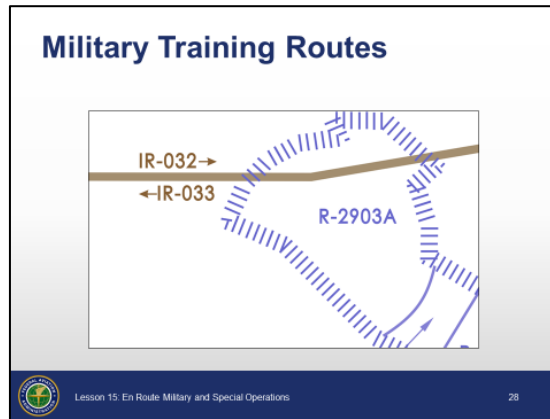 Military Training Routes
IR-032→
←IR-033
R-2903A
Lesson 15: En Route Military and Special Operations
28